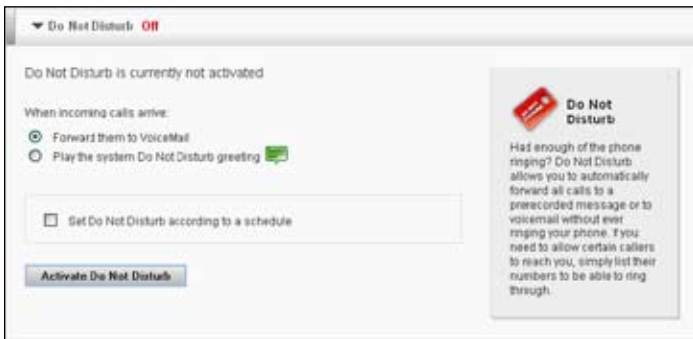 Do Not Disturb Off
Do Not Disturb is currently not activated
When incoming calls arrive:
Forward them to VoiceMail
Play the system Do Not Disturb greeting
Set Do Not Disturb according to a schedule
Activate Do Not Disturb
Do Not
Disturb
Had enough of the phone
ringing? Do Not Disturb
allows you to automatically
forward all calls to a
prerecorded message or to
voicemail without ever
ringing your phone. If you
need to allow certain callers
to reach you, simply list their
numbers to be able to ring
through.